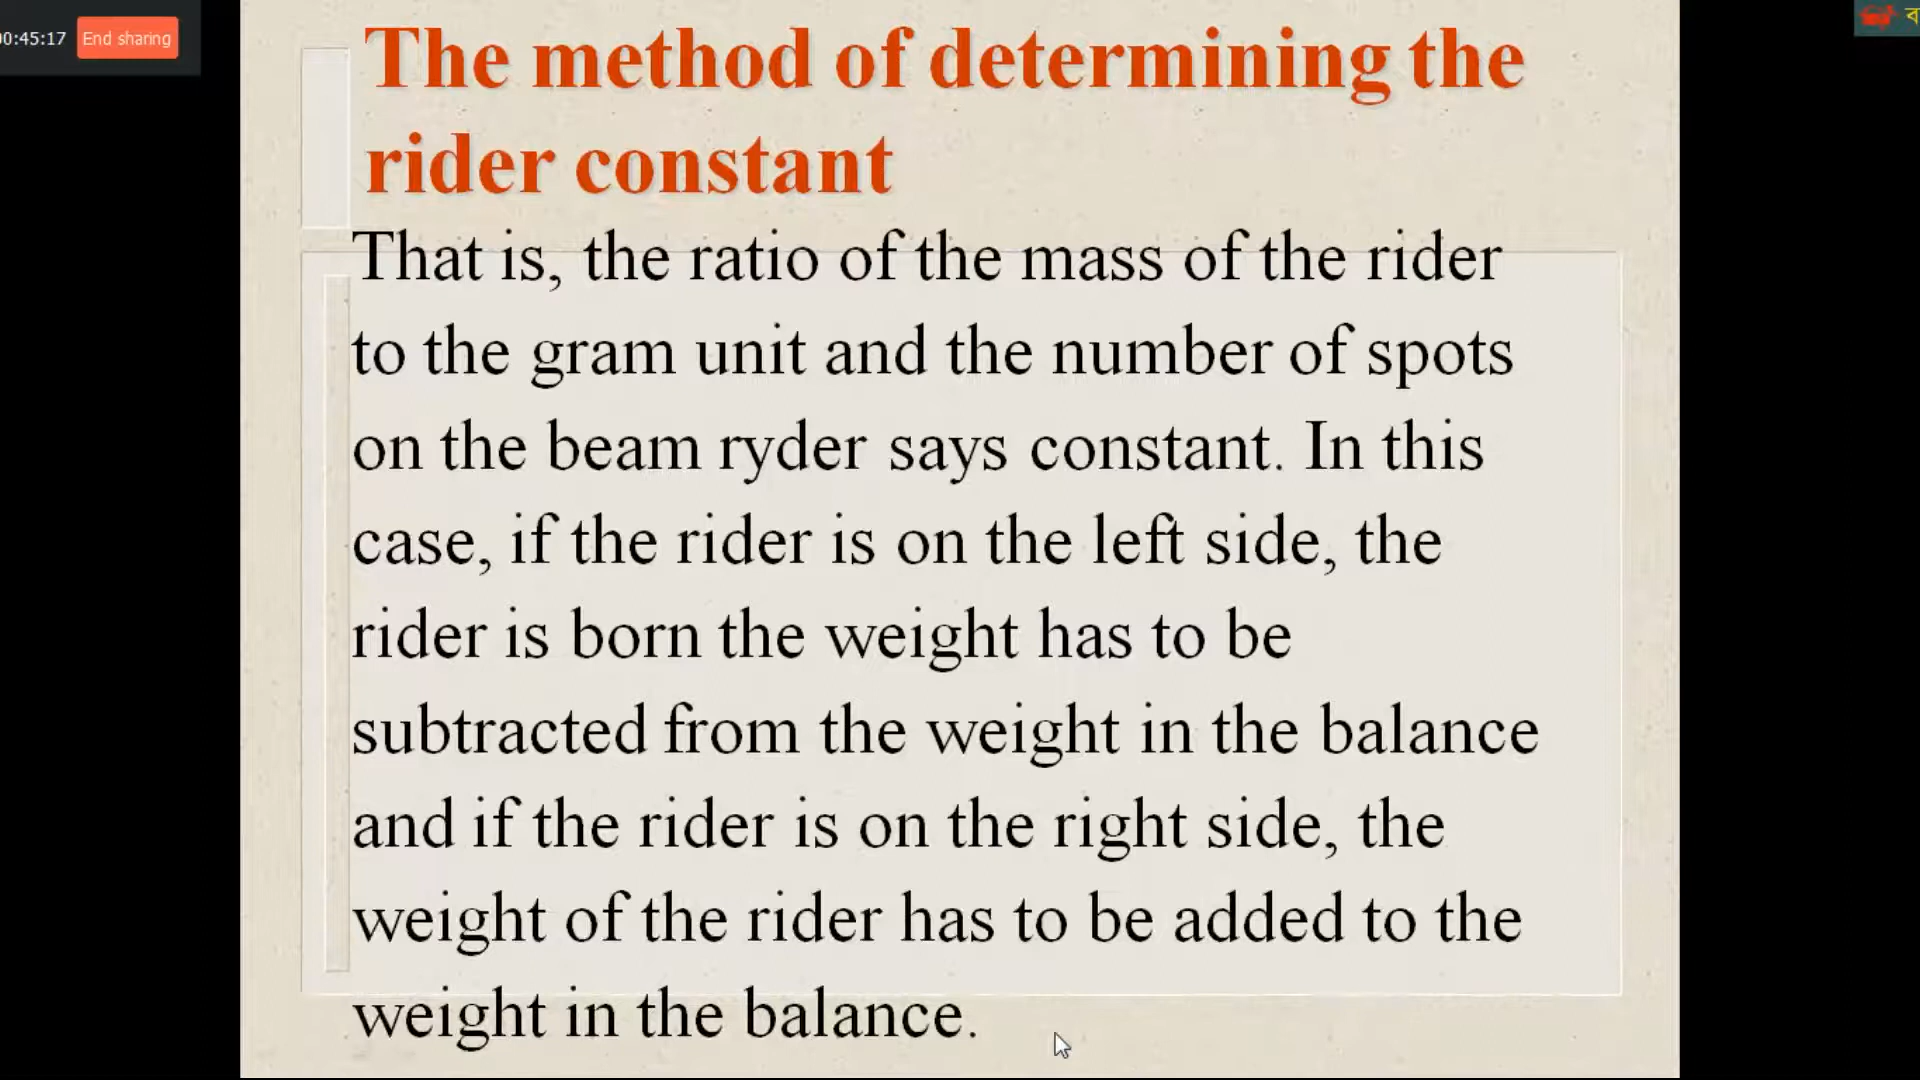 0:45:17 End sharing
ব
The method of determining the
rider constant
That is, the ratio of the mass of the rider
to the gram unit and the number of spots
on the beam ryder says constant. In this
case, if the rider is on the left side, the
rider is born the weight has to be
subtracted from the weight in the balance
and if the rider is on the right side, the
weight of the rider has to be added to the
weight in the balance.